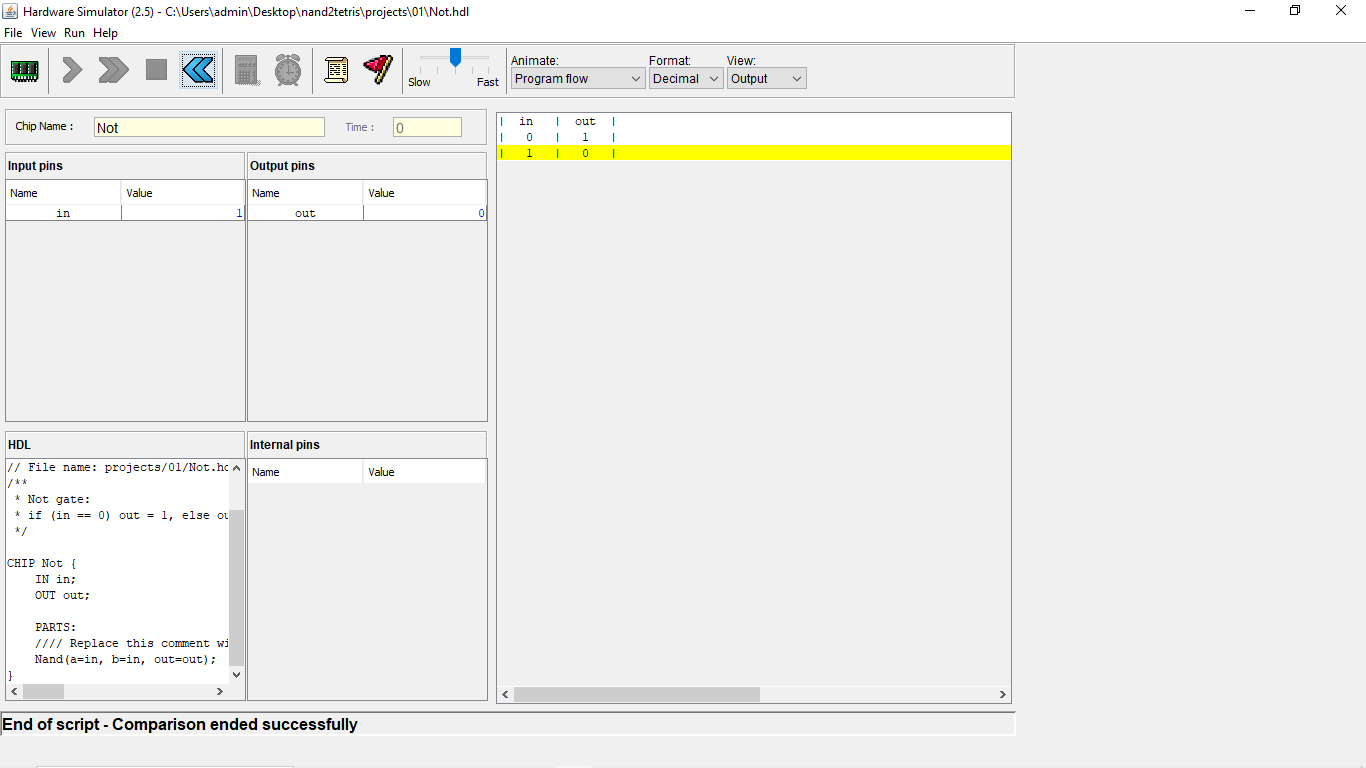 Hardware Simulator (2.5) - C:\Users\admin\Desktop\nand2tetris\projects\01\Not.hdl
File View Run Help
Slow Fast
Animate: Format: View:
Program flow Decimal Output
Chip Name : Not Time : 0
Input pins
Name Value
in 1
Output pins
Name Value
out 0
HDL
// File name: projects/01/Not.hd
/**
* Not gate:
* if (in == 0) out = 1, else ou
*/
CHIP Not {
IN in;
OUT out;
PARTS:
//// Replace this comment wi
Nand(a=in, b=in, out=out);
}
Internal pins
Name Value
| in | out |
| 0 | 1 |
| 1 | 0 |
End of script - Comparison ended successfully